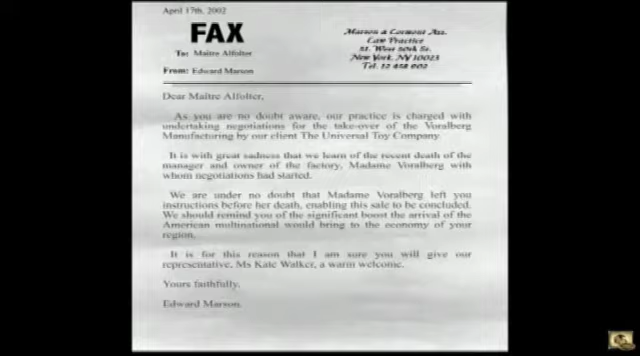 April 17th, 2002
FAX
To: Maître Alfolter
From: Edward Marson
Marson & Lormont Ass.
Law Practice
St. West 50th St.
New York, NY 10023
Dear Maître Alfolter,
As you are no doubt aware, our practice is charged with
undertaking negotiations for the take-over of the Voralberg
Manufacturing by our client The Universal Toy Company.
It is with great sadness that we learn of the recent death of the
manager and owner of the factory, Madame Voralberg with
whom negotiations had started.
We are under no doubt that Madame Voralberg left you
instructions before her death, enabling this sale to be concluded.
We should remind you of the significant boost the arrival of the
American multinational would bring to the economy of your
region.
It is for this reason that I am sure you will give our
representative, Ms Kate Walker, a warm welcome.
Yours faithfully,
Edward Marson.